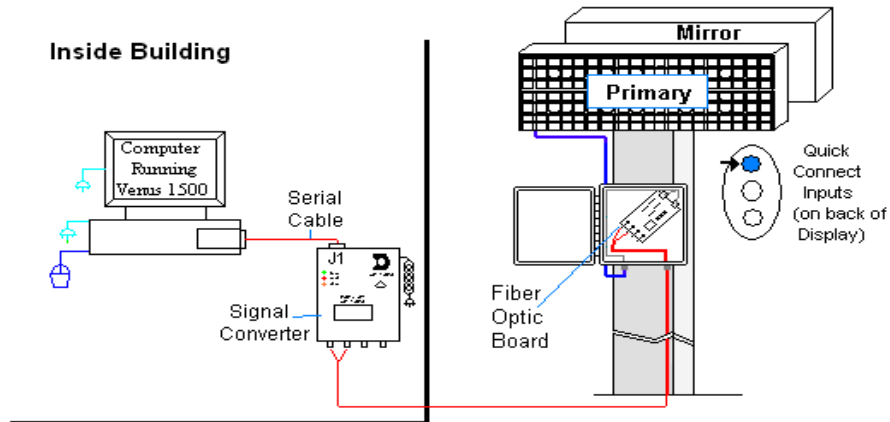 Inside Building
Mirror
Primary
Computer
Running
Venus 1500
Serial
Cable
J1
Signal
Converter
Fiber
Optic
Board
Quick
Connect
Inputs
(on back of
Display)